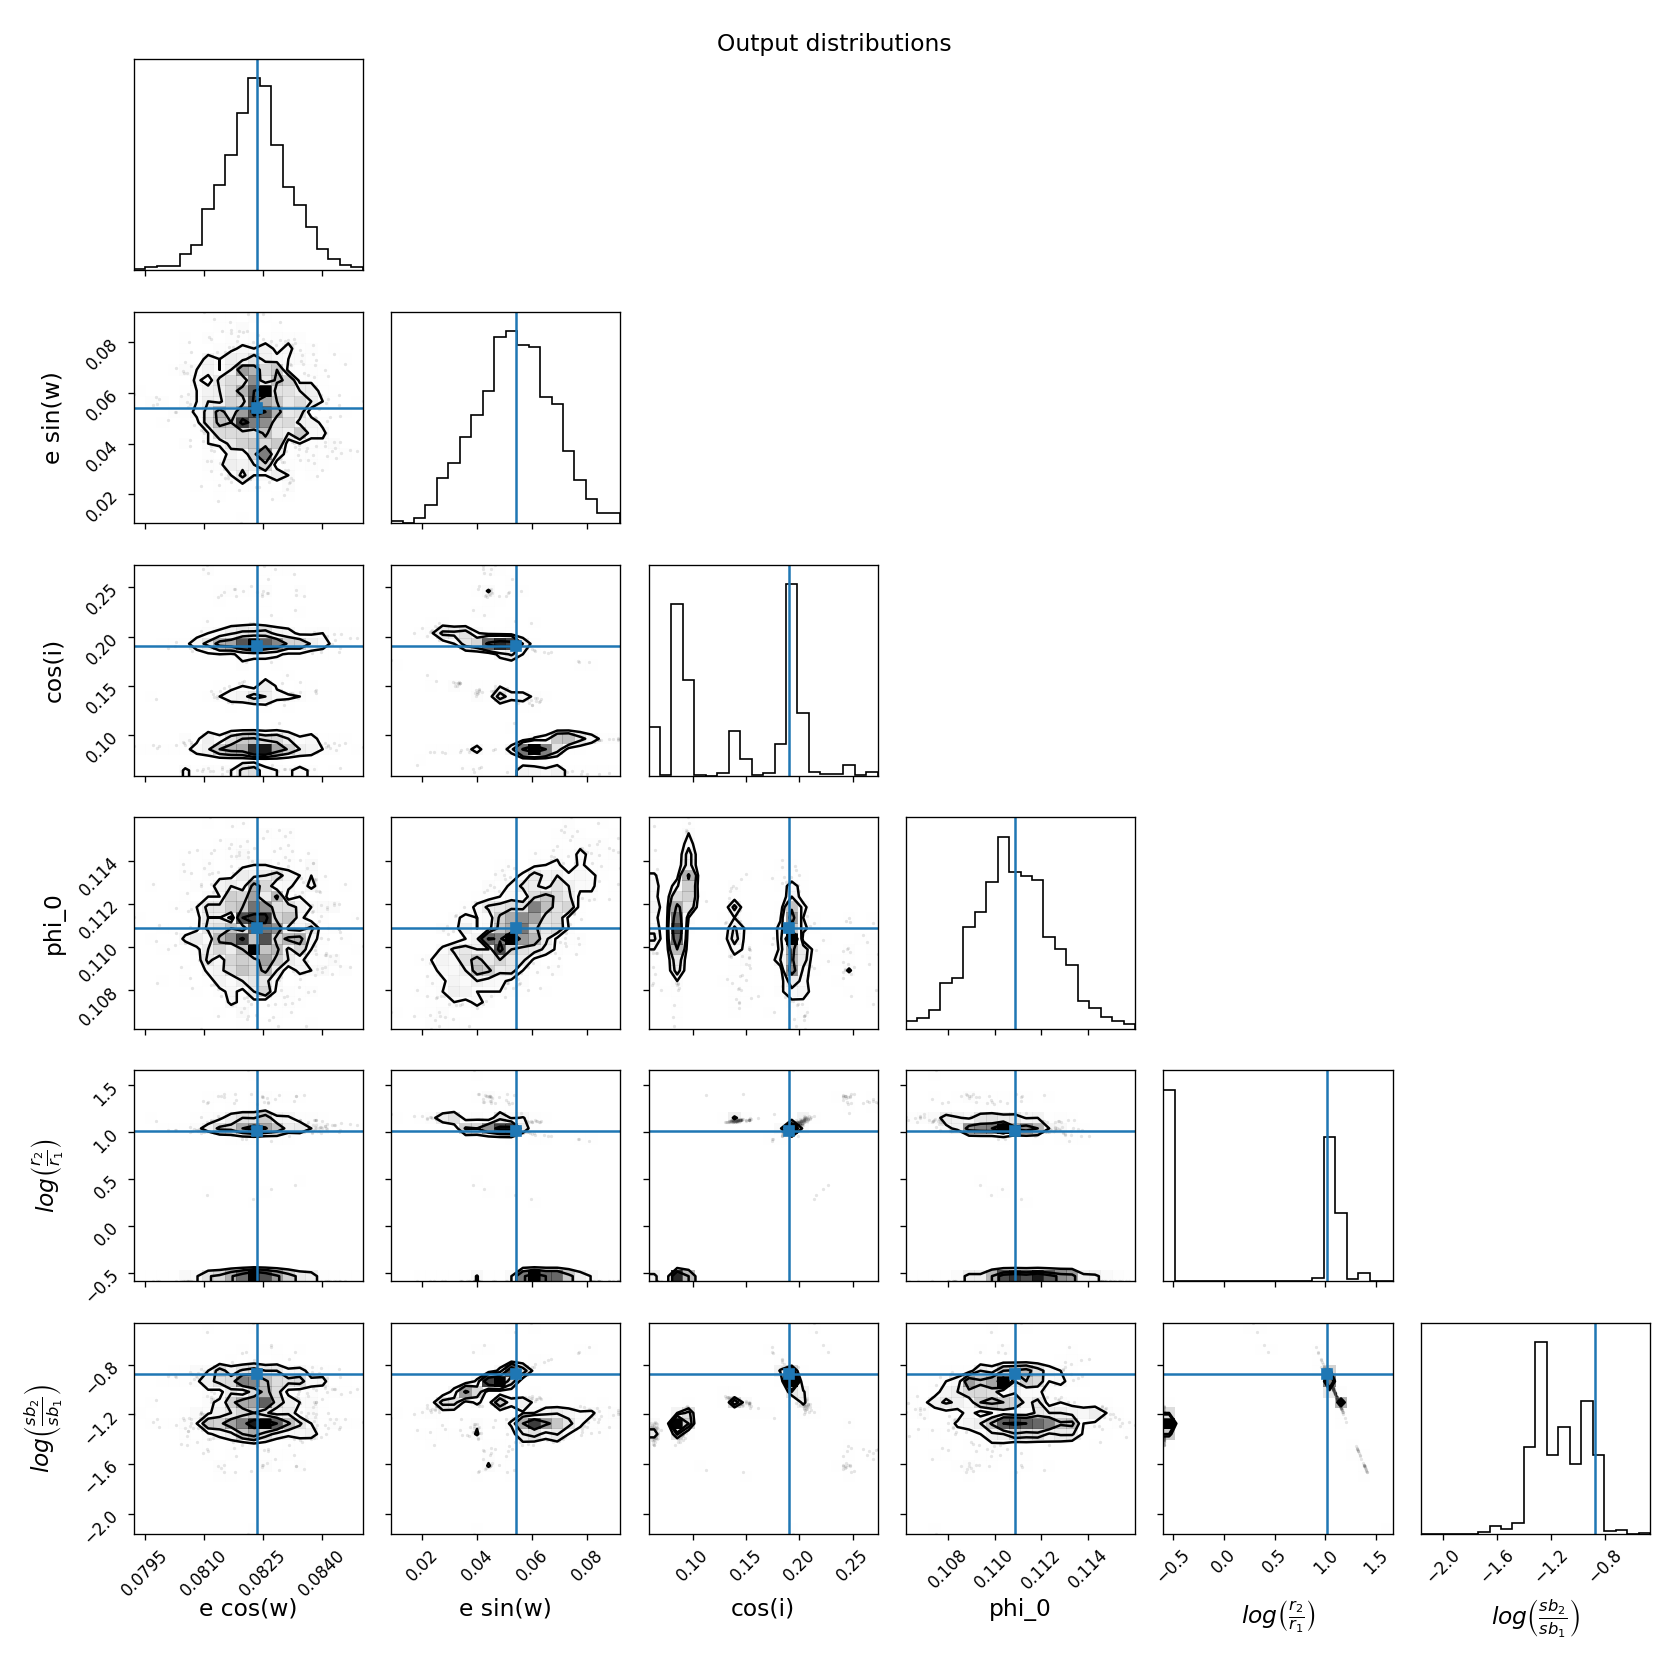 Output distributions
e sin(w)
0.08
0.06
0.04
0.02
cos(i)
0.25
0.20
0.15
0.10
phi_0
0.114
0.112
0.110
0.108
log(r₂/r₁)
1.5
1.0
0.5
0.0
−0.5
log(sb₂/sb₁)
−0.8
−1.2
−1.6
−2.0
0.0795 0.0810 0.0825 0.0840 0.02 0.04 0.06 0.08 0.10 0.15 0.20 0.25 0.108 0.110 0.112 0.114 −0.5 0.0 0.5 1.0 1.5 −2.0 −1.6 −1.2 −0.8
e cos(w) e sin(w) cos(i) phi_0 log(r₂/r₁) log(sb₂/sb₁)